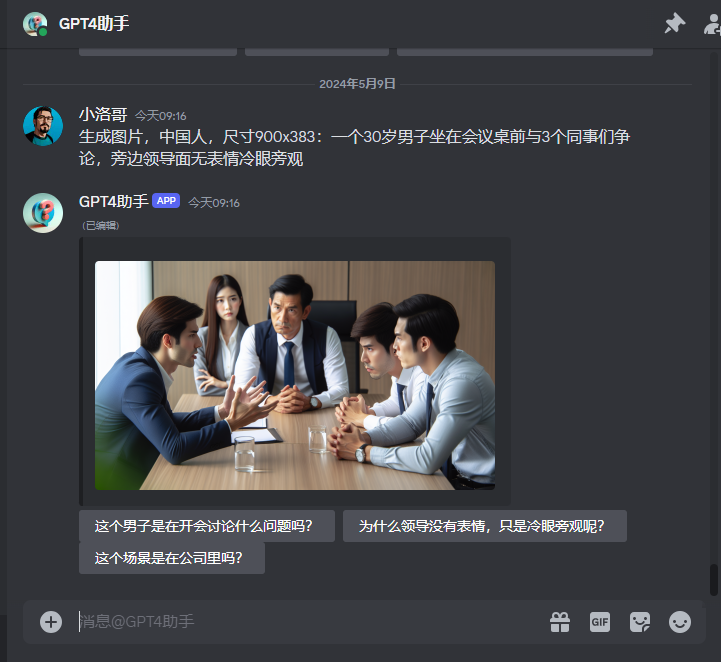 GPT4助手
2024年5月9日
小洛哥 今天09:16
生成图片，中国人，尺寸900x383：一个30岁男子坐在会议桌前与3个同事们争
论，旁边领导面无表情冷眼旁观
GPT4助手 APP 今天09:16
(已编辑)
这个男子是在开会讨论什么问题吗？
为什么领导没有表情，只是冷眼旁观呢？
这个场景是在公司里吗？
消息@GPT4助手
GIF